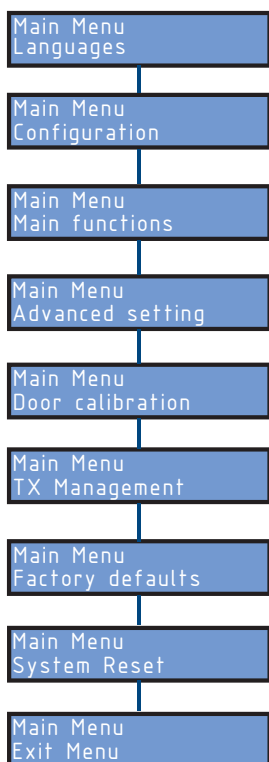 Main Menu
Languages
Main Menu
Configuration
Main Menu
Main functions
Main Menu
Advanced setting
Main Menu
Door calibration
Main Menu
TX Management
Main Menu
Factory defaults
Main Menu
System Reset
Main Menu
Exit Menu